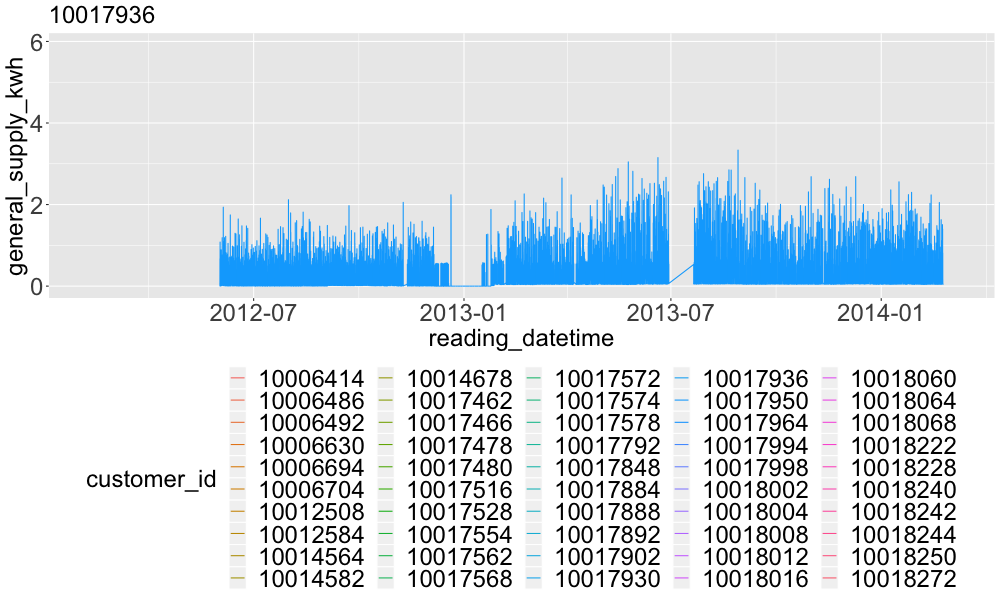 10017936
general_supply_kwh
6
4
2
0
2012-07 2013-01 2013-07 2014-01
reading_datetime
customer_id
10006414 10014678 10017572 10017936 10018060
10006486 10017462 10017574 10017950 10018064
10006492 10017466 10017578 10017964 10018068
10006630 10017478 10017792 10017994 10018222
10006694 10017480 10017848 10017998 10018228
10006704 10017516 10017884 10018002 10018240
10012508 10017528 10017888 10018004 10018242
10012584 10017554 10017892 10018008 10018244
10014564 10017562 10017902 10018012 10018250
10014582 10017568 10017930 10018016 10018272